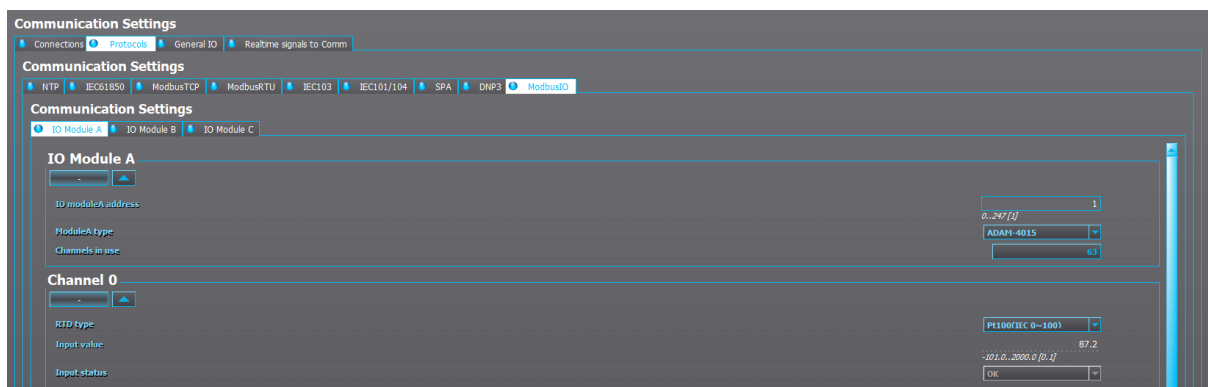 Communication Settings
Connections Protocols General IO Realtime signals to Comm
Communication Settings
NTP IEC61850 ModbusTCP ModbusRTU IEC103 IEC101/104 SPA DNP3 ModbusIO
Communication Settings
IO Module A IO Module B IO Module C
IO Module A
-
IO moduleA address 1
0..247 [1]
ModuleA type ADAM-4015
Channels in use 63
Channel 0
-
RTD type Pt100(IEC 0~100)
Input value 87.2
-101.0..2000.0 [0.1]
Input status OK